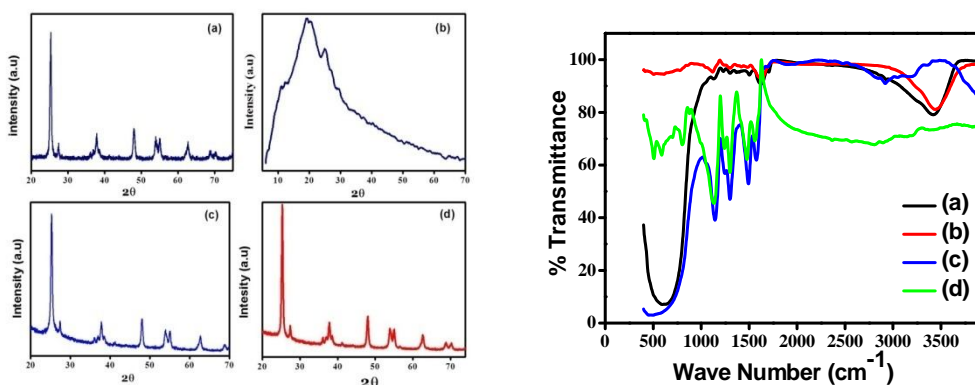 (a)
intensity (a.u)
20 30 40 50 60 70
2θ
(b)
Intensity (a.u)
10 20 30 40 50 60 70
2θ
(c)
Intensity (a.u)
20 30 40 50 60 70
2θ
(d)
Intesity (a.u)
20 30 40 50 60 70 80
2θ
% Transmittance
100
80
60
40
20
0
500 1000 1500 2000 2500 3000 3500
Wave Number (cm-1)
(a)
(b)
(c)
(d)